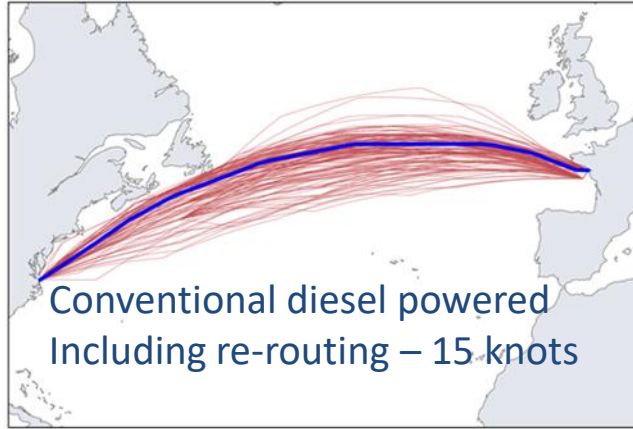 Conventional diesel powered
Including re-routing – 15 knots